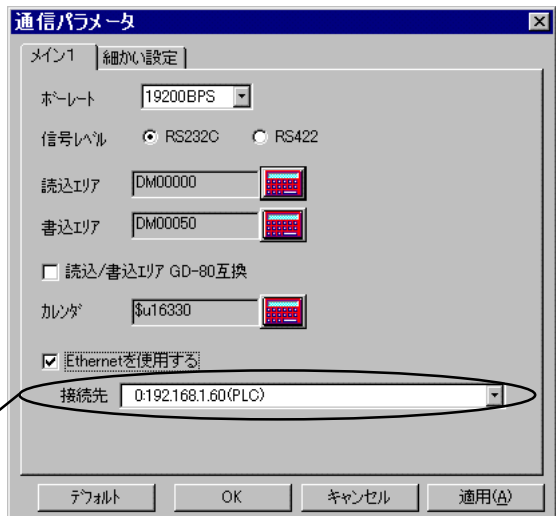 通信パラメータ
メイン1 細かい設定
ボーレート 19200BPS
信号レベル RS232C RS422
読込エリア DM00000
書込エリア DM00050
読込/書込エリア GD-80互換
カレンダ $u16330
Ethernetを使用する
接続先 0:192.168.1.60(PLC)
デフォルト OK キャンセル 適用(A)